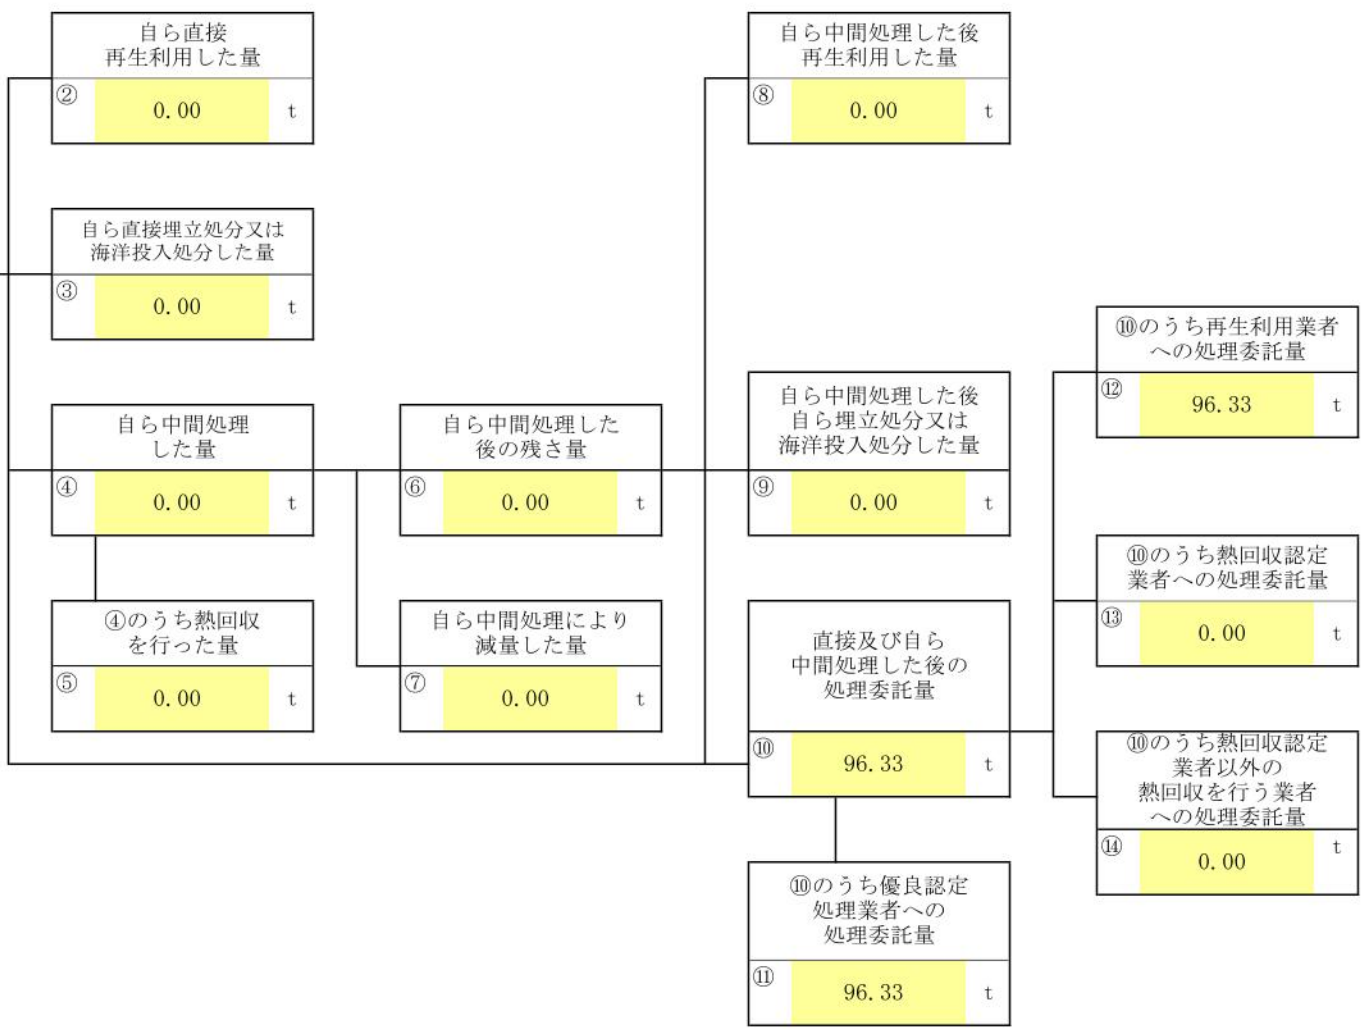 自ら直接
再生利用した量
② 0.00 t
自ら中間処理した後
再生利用した量
⑧ 0.00 t
自ら直接埋立処分又は
海洋投入処分した量
③ 0.00 t
⑩のうち再生利用業者
への処理委託量
⑫ 96.33 t
自ら中間処理
した量
④ 0.00 t
自ら中間処理した
後の残さ量
⑥ 0.00 t
自ら中間処理した後
自ら埋立処分又は
海洋投入処分した量
⑨ 0.00 t
⑩のうち熱回収認定
業者への処理委託量
⑬ 0.00 t
④のうち熱回収
を行った量
⑤ 0.00 t
自ら中間処理により
減量した量
⑦ 0.00 t
直接及び自ら
中間処理した後の
処理委託量
⑩ 96.33 t
⑩のうち熱回収認定
業者以外の
熱回収を行う業者
への処理委託量
⑭ 0.00 t
⑩のうち優良認定
処理業者への
処理委託量
⑪ 96.33 t